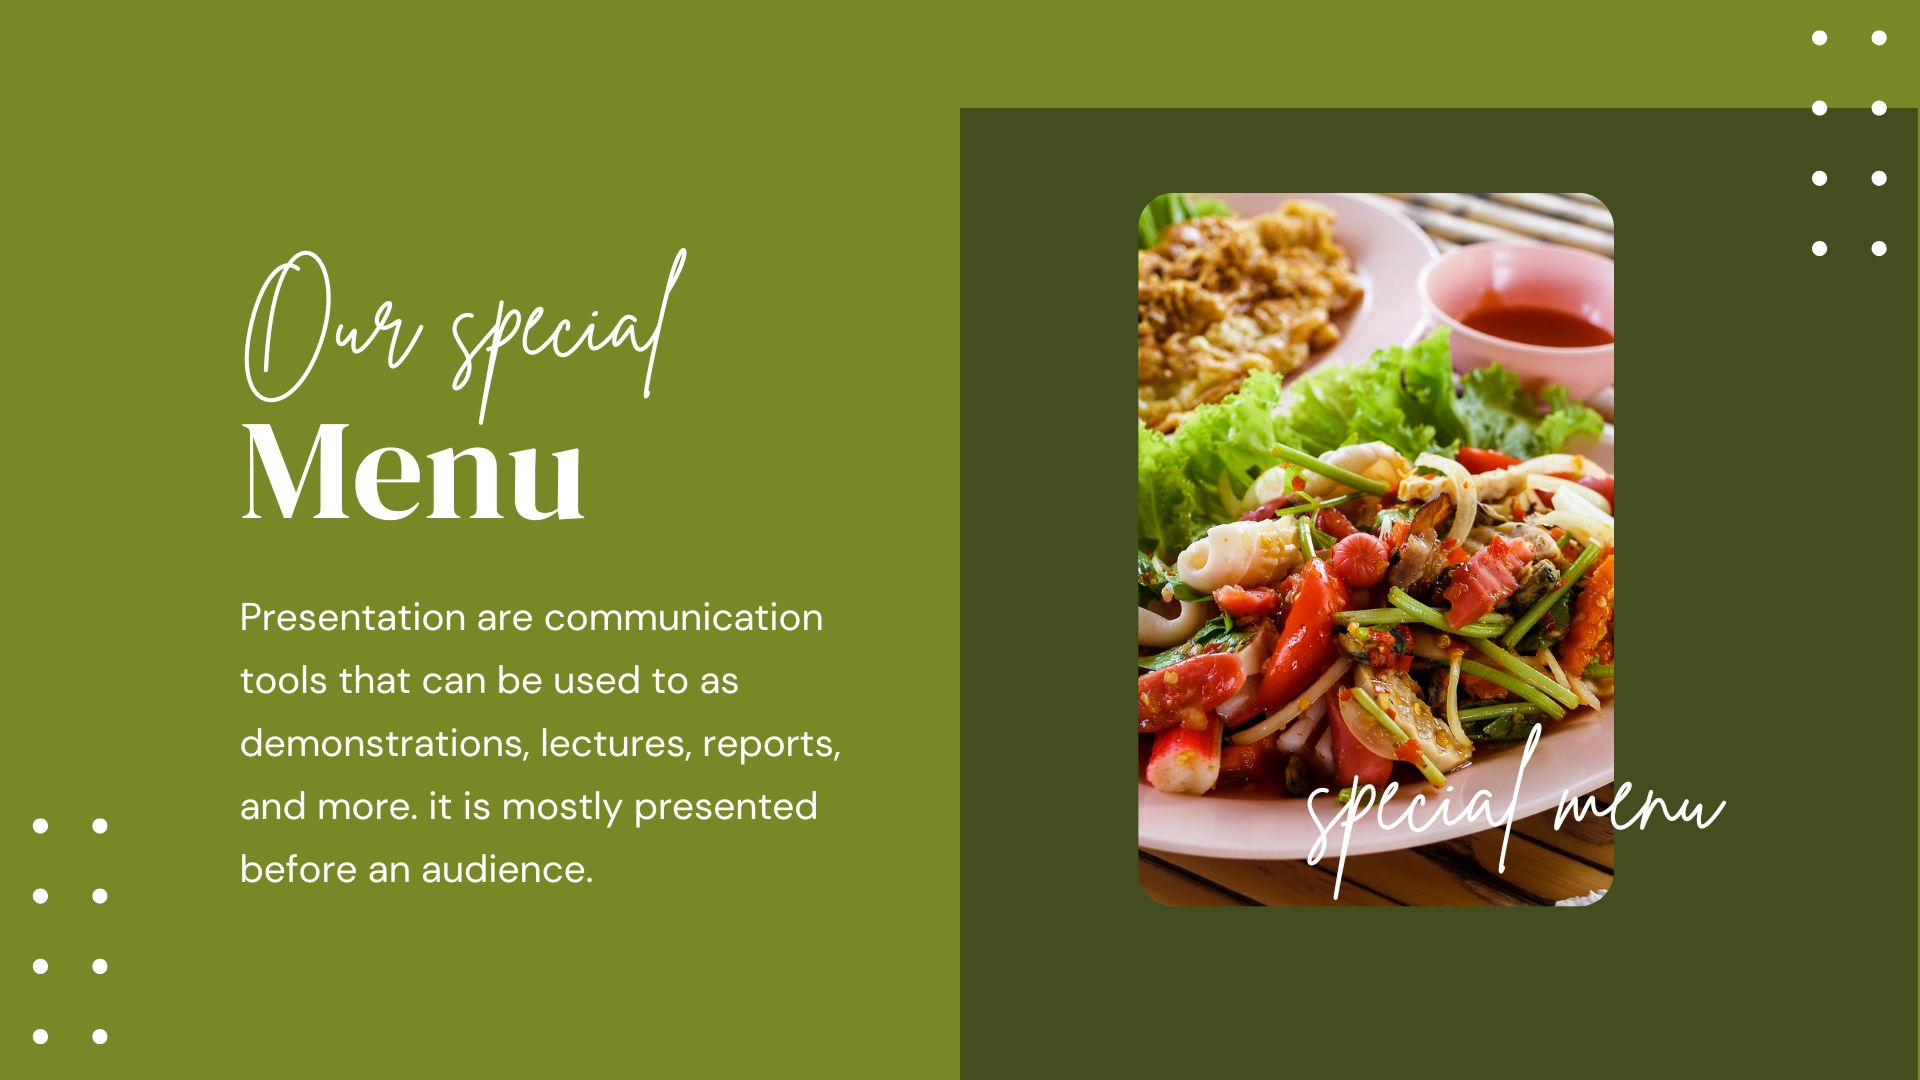 Our special
Menu
Presentation are communication
tools that can be used to as
demonstrations, lectures, reports,
and more. it is mostly presented
before an audience.
special menu